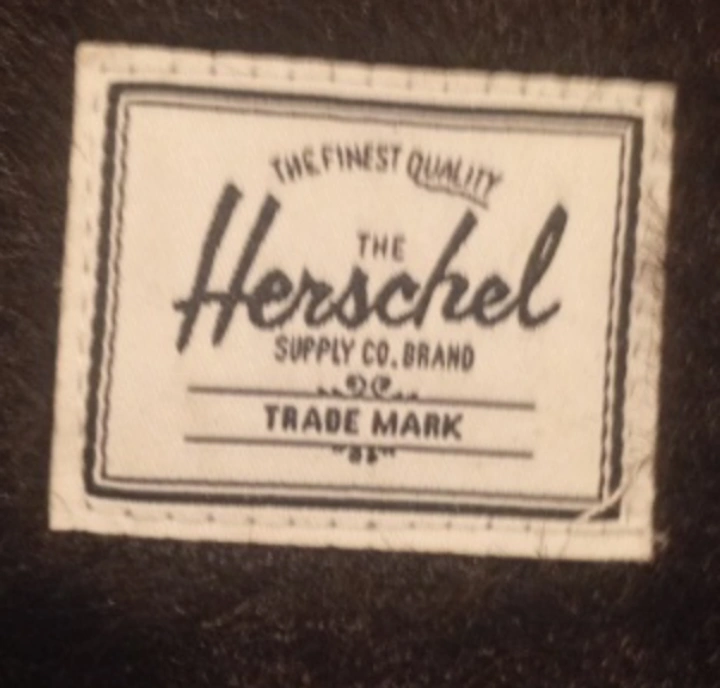 THE FINEST QUALITY
THE
Herschel
SUPPLY CO. BRAND
TRADE MARK